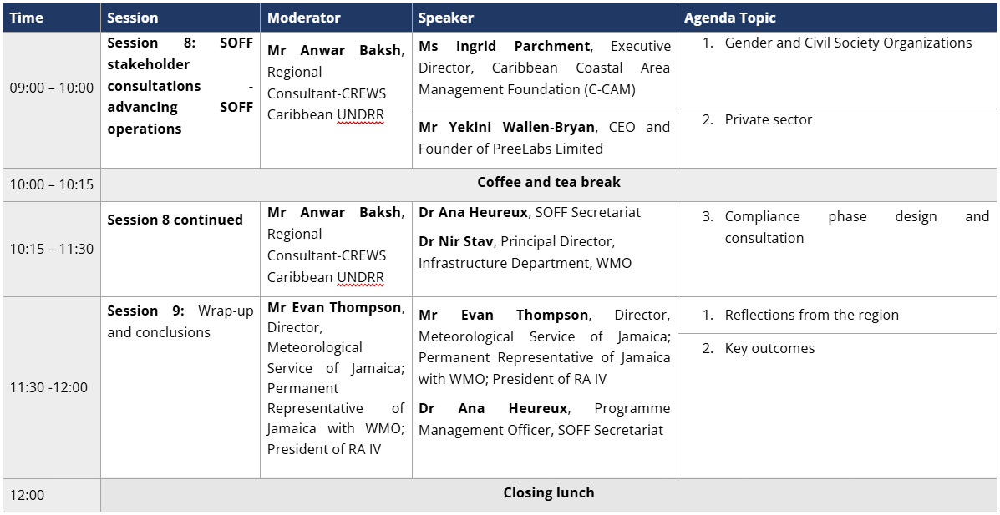 Time Session Moderator Speaker Agenda Topic
09:00 – 10:00
Session 8: SOFF
stakeholder
consultations -
advancing SOFF
operations
Mr Anwar Baksh,
Regional
Consultant-CREWS
Caribbean UNDRR
Ms Ingrid Parchment, Executive
Director, Caribbean Coastal Area
Management Foundation (C-CAM)
1. Gender and Civil Society Organizations
Mr Yekini Wallen-Bryan, CEO and
Founder of PreeLabs Limited
2. Private sector
10:00 – 10:15 Coffee and tea break
10:15 – 11:30
Session 8 continued
Mr Anwar Baksh,
Regional
Consultant-CREWS
Caribbean UNDRR
Dr Ana Heureux, SOFF Secretariat
Dr Nir Stav, Principal Director,
Infrastructure Department, WMO
3. Compliance phase design and
consultation
11:30 -12:00
Session 9: Wrap-up
and conclusions
Mr Evan Thompson,
Director,
Meteorological
Service of Jamaica;
Permanent
Representative of
Jamaica with WMO;
President of RA IV
Mr Evan Thompson, Director,
Meteorological Service of Jamaica;
Permanent Representative of Jamaica
with WMO; President of RA IV
Dr Ana Heureux, Programme
Management Officer, SOFF Secretariat
1. Reflections from the region
2. Key outcomes
12:00 Closing lunch